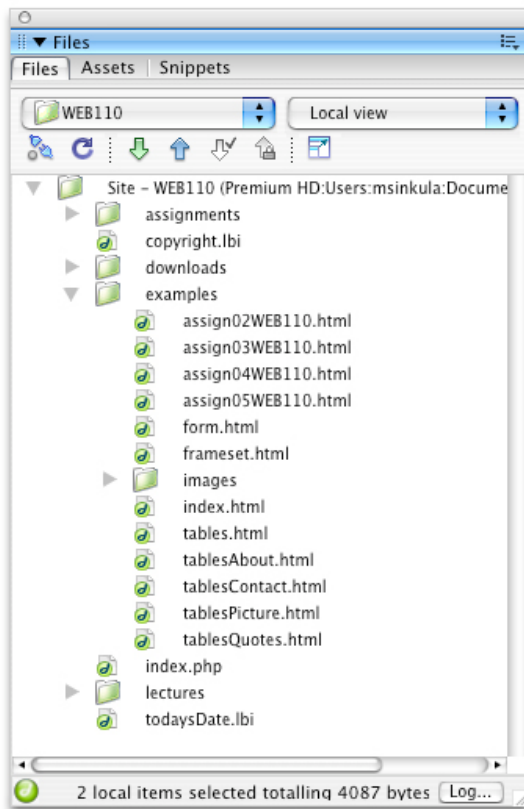 Files
Files Assets Snippets
WEB110 Local view
Site – WEB110 (Premium HD:Users:msinkula:Docume
assignments
copyright.lbi
downloads
examples
assign02WEB110.html
assign03WEB110.html
assign04WEB110.html
assign05WEB110.html
form.html
frameset.html
images
index.html
tables.html
tablesAbout.html
tablesContact.html
tablesPicture.html
tablesQuotes.html
index.php
lectures
todaysDate.lbi
2 local items selected totalling 4087 bytes Log...